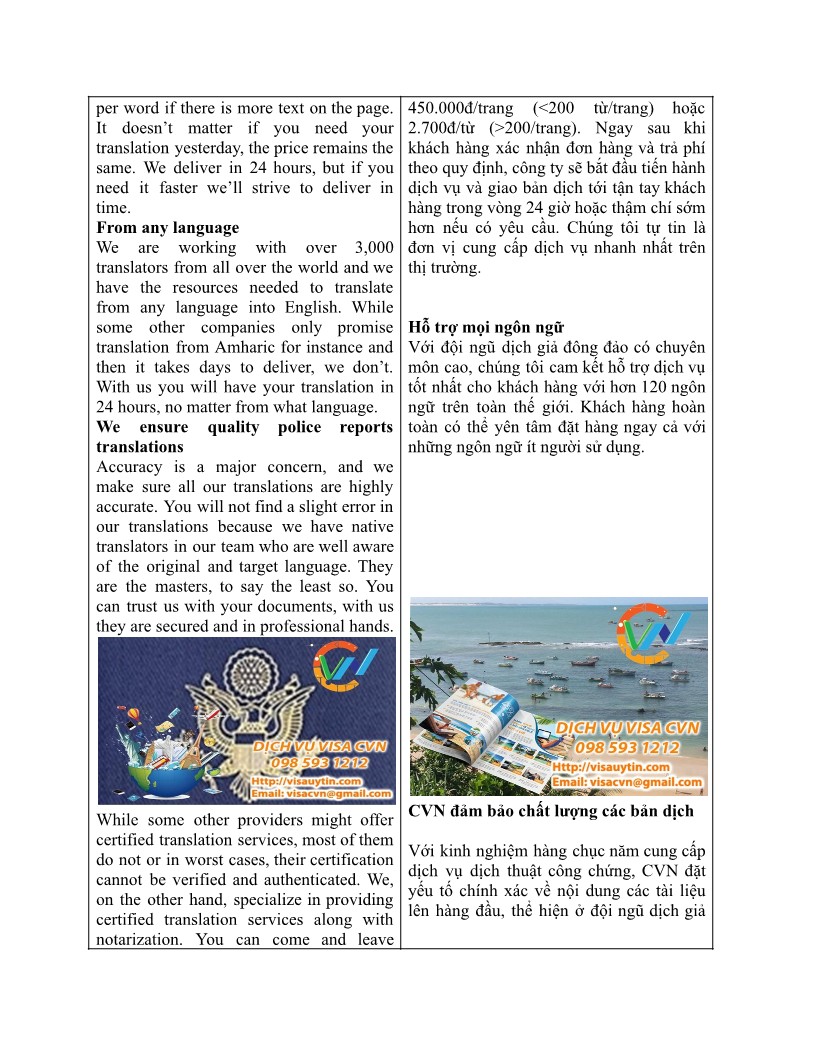 per word if there is more text on the page.
It doesn’t matter if you need your
translation yesterday, the price remains the
same. We deliver in 24 hours, but if you
need it faster we’ll strive to deliver in
time.
From any language
We are working with over 3,000
translators from all over the world and we
have the resources needed to translate
from any language into English. While
some other companies only promise
translation from Amharic for instance and
then it takes days to deliver, we don’t.
With us you will have your translation in
24 hours, no matter from what language.
We ensure quality police reports
translations
Accuracy is a major concern, and we
make sure all our translations are highly
accurate. You will not find a slight error in
our translations because we have native
translators in our team who are well aware
of the original and target language. They
are the masters, to say the least so. You
can trust us with your documents, with us
they are secured and in professional hands.
CVN
DỊCH VỤ VISA CVN
098 593 1212
Http://visauytin.com
Email: visacvn@gmail.com
While some other providers might offer
certified translation services, most of them
do not or in worst cases, their certification
cannot be verified and authenticated. We,
on the other hand, specialize in providing
certified translation services along with
notarization. You can come and leave
450.000đ/trang (<200 từ/trang) hoặc
2.700đ/từ (>200/trang). Ngay sau khi
khách hàng xác nhận đơn hàng và trả phí
theo quy định, công ty sẽ bắt đầu tiến hành
dịch vụ và giao bản dịch tới tận tay khách
hàng trong vòng 24 giờ hoặc thậm chí sớm
hơn nếu có yêu cầu. Chúng tôi tự tin là
đơn vị cung cấp dịch vụ nhanh nhất trên
thị trường.
Hỗ trợ mọi ngôn ngữ
Với đội ngũ dịch giả đông đảo có chuyên
môn cao, chúng tôi cam kết hỗ trợ dịch vụ
tốt nhất cho khách hàng với hơn 120 ngôn
ngữ trên toàn thế giới. Khách hàng hoàn
toàn có thể yên tâm đặt hàng ngay cả với
những ngôn ngữ ít người sử dụng.
CVN
DỊCH VỤ VISA CVN
098 593 1212
Http://visauytin.com
Email: visacvn@gmail.com
CVN đảm bảo chất lượng các bản dịch
Với kinh nghiệm hàng chục năm cung cấp
dịch vụ dịch thuật công chứng, CVN đặt
yếu tố chính xác về nội dung các tài liệu
lên hàng đầu, thể hiện ở đội ngũ dịch giả